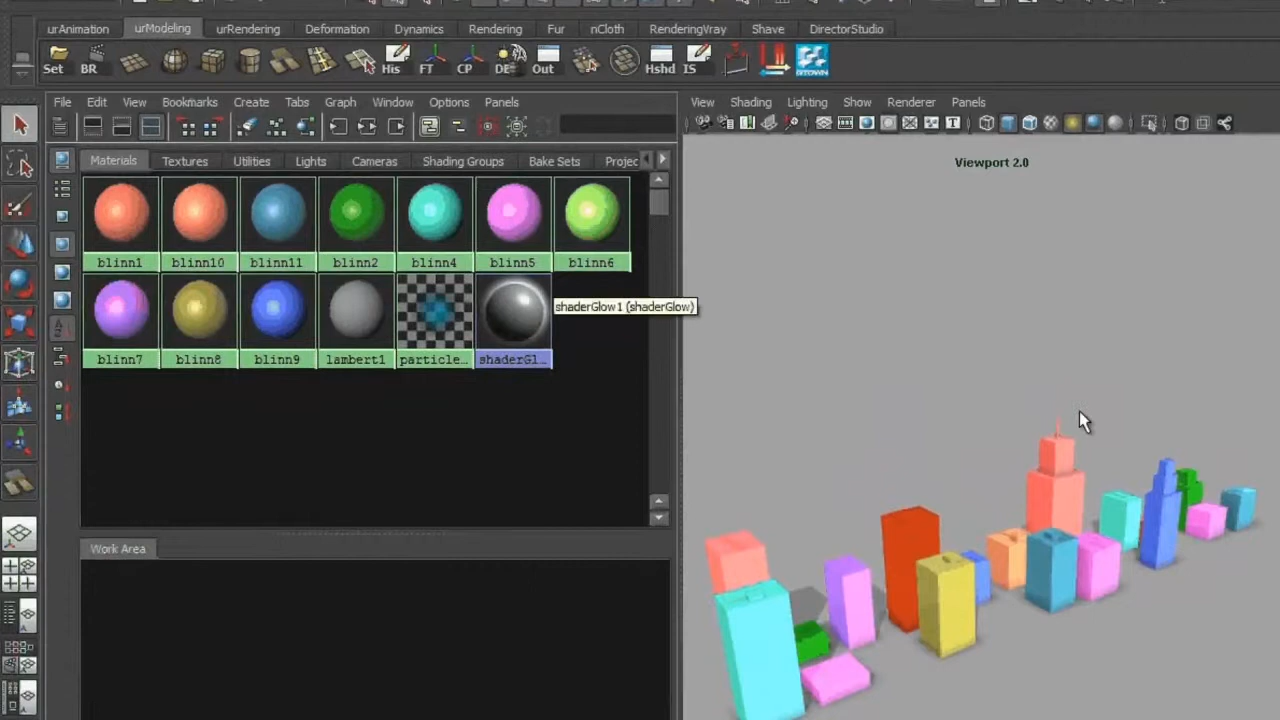 urAnimation urModeling urRendering Deformation Dynamics Rendering Fur nCloth RenderingVray Shave DirectorStudio
Set BR His FT CP DE Out Hshd IS GTOWN
File Edit View Bookmarks Create Tabs Graph Window Options Panels
View Shading Lighting Show Renderer Panels
Materials Textures Utilities Lights Cameras Shading Groups Bake Sets Projec
Viewport 2.0
blinn1 blinn10 blinn11 blinn2 blinn4 blinn5 blinn6
shaderGlow1 (shaderGlow)
blinn7 blinn8 blinn9 lambert1 particle... shaderGl...
Work Area